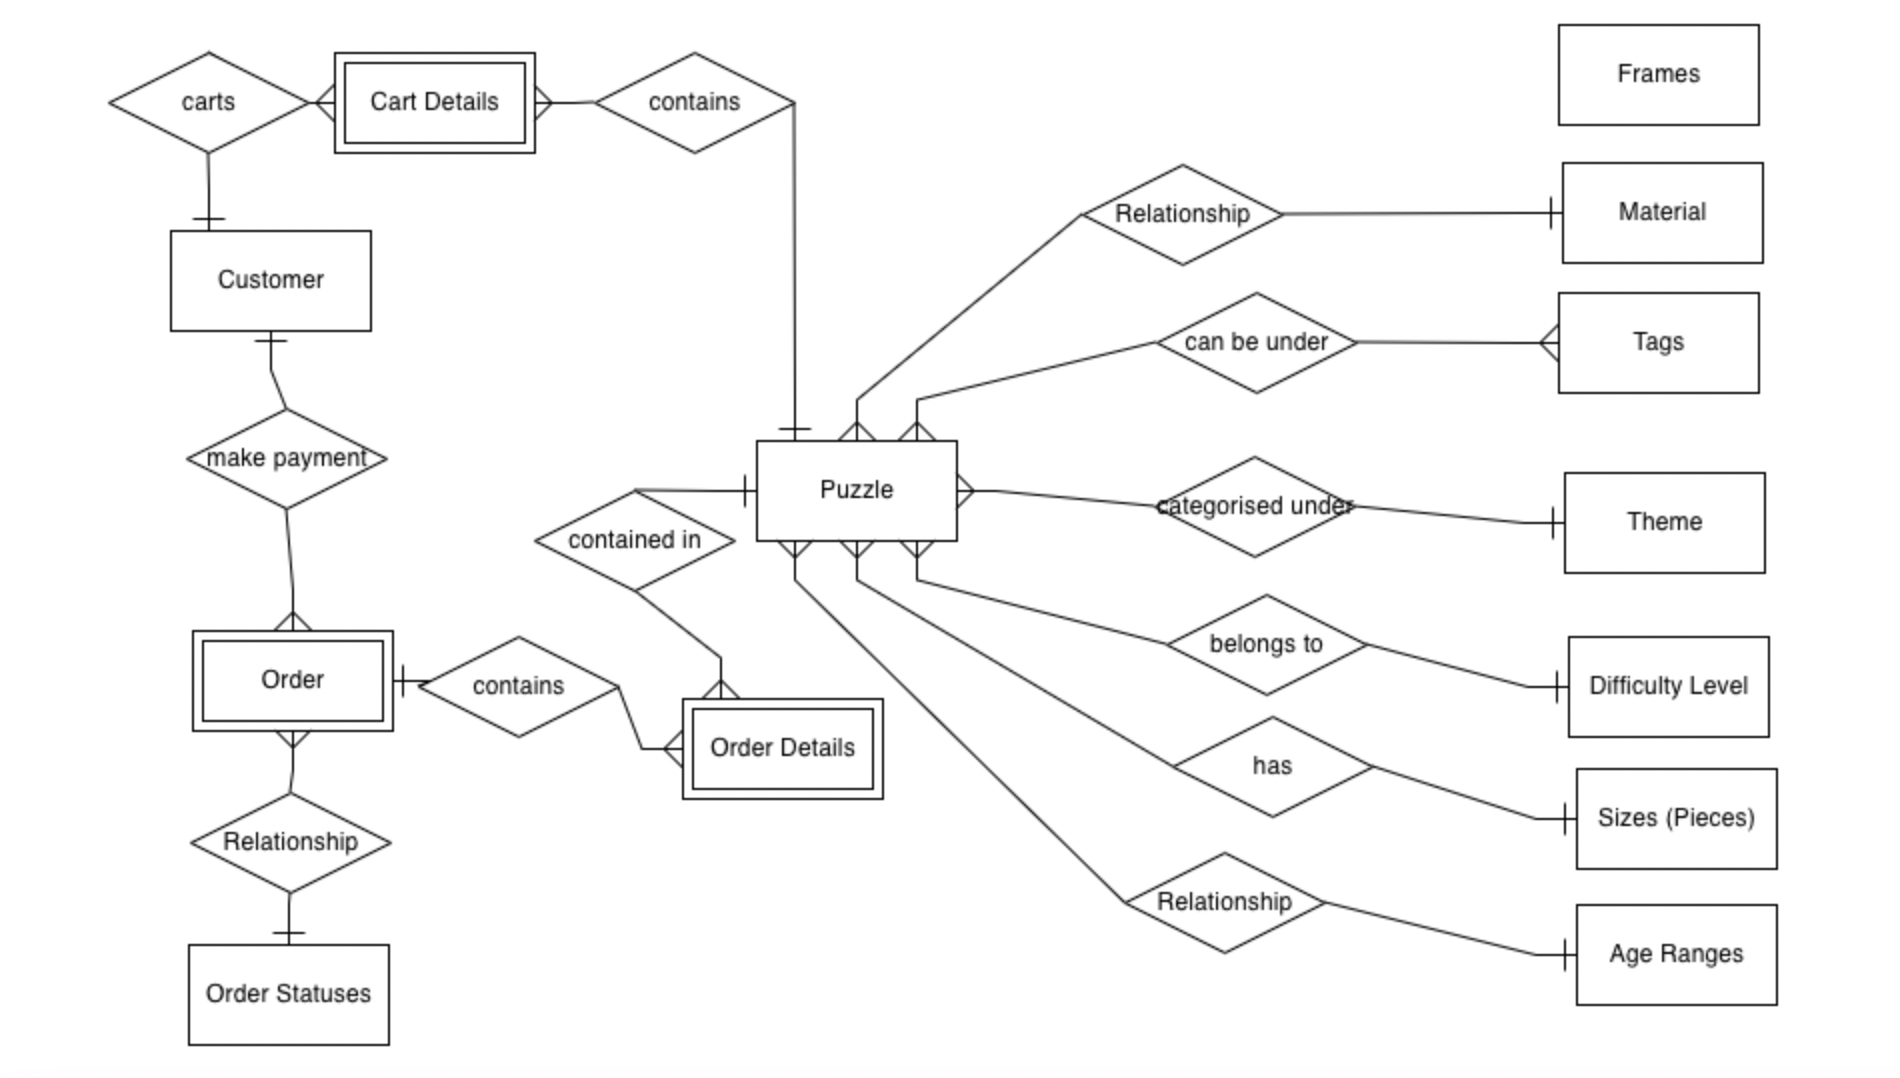 Frames
carts
Cart Details
contains
Relationship
Material
Customer
can be under
Tags
make payment
Puzzle
categorised under
Theme
contained in
belongs to
Difficulty Level
Order
contains
Order Details
has
Sizes (Pieces)
Relationship
Relationship
Age Ranges
Order Statuses